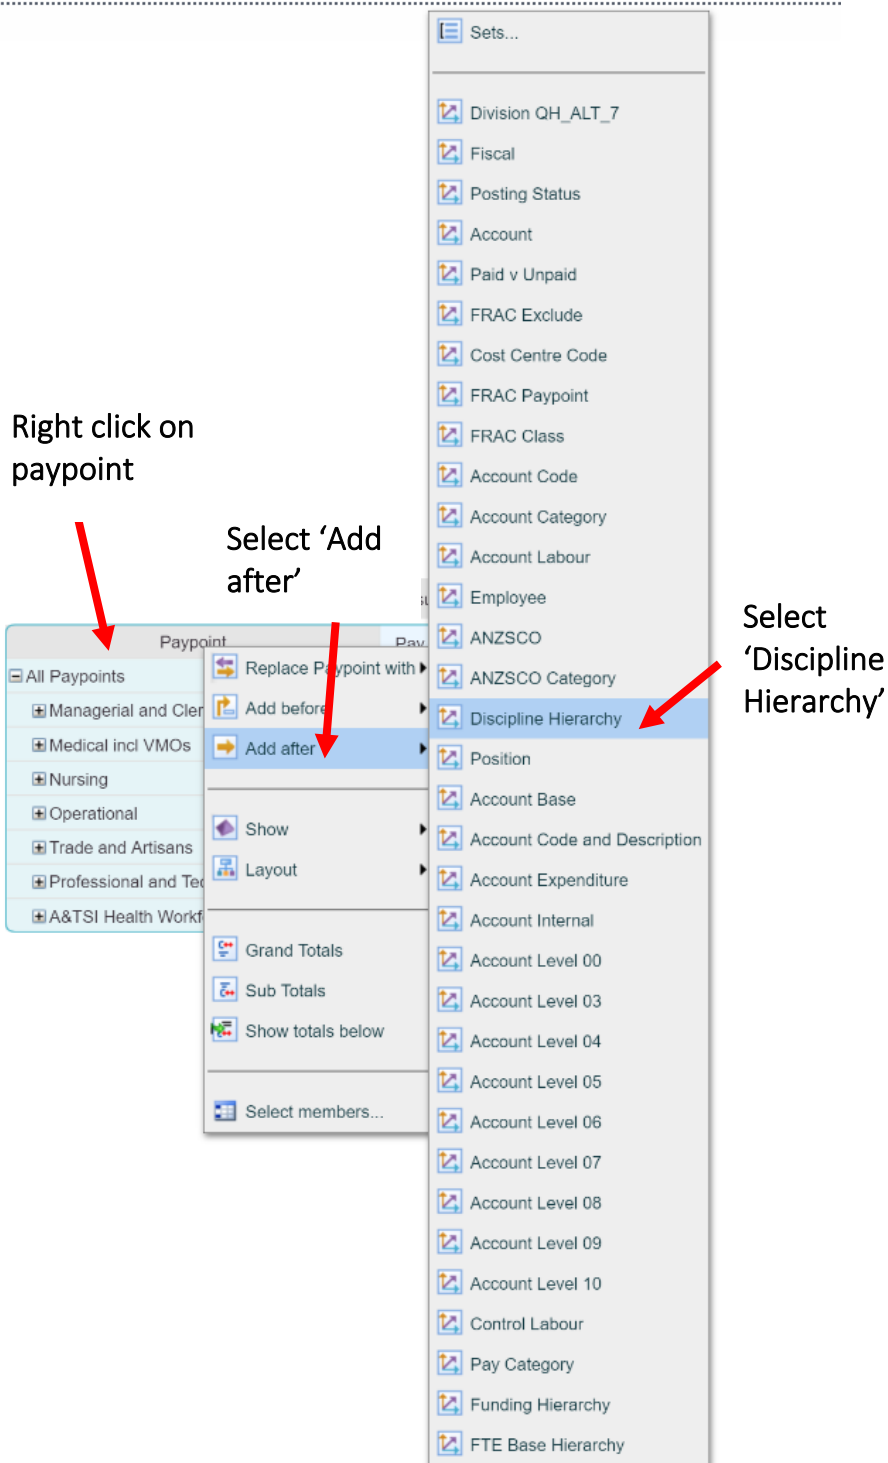 Right click on
paypoint
Select ‘Add
after’
Select
‘Discipline
Hierarchy’
Paypoint
Pay
All Paypoints
Managerial and Cler
Medical incl VMOs
Nursing
Operational
Trade and Artisans
Professional and Tec
A&TSI Health Workf
Replace Paypoint with
Add before
Add after
Show
Layout
Grand Totals
Sub Totals
Show totals below
Select members...
Sets...
Division QH_ALT_7
Fiscal
Posting Status
Account
Paid v Unpaid
FRAC Exclude
Cost Centre Code
FRAC Paypoint
FRAC Class
Account Code
Account Category
Account Labour
Employee
ANZSCO
ANZSCO Category
Discipline Hierarchy
Position
Account Base
Account Code and Description
Account Expenditure
Account Internal
Account Level 00
Account Level 03
Account Level 04
Account Level 05
Account Level 06
Account Level 07
Account Level 08
Account Level 09
Account Level 10
Control Labour
Pay Category
Funding Hierarchy
FTE Base Hierarchy